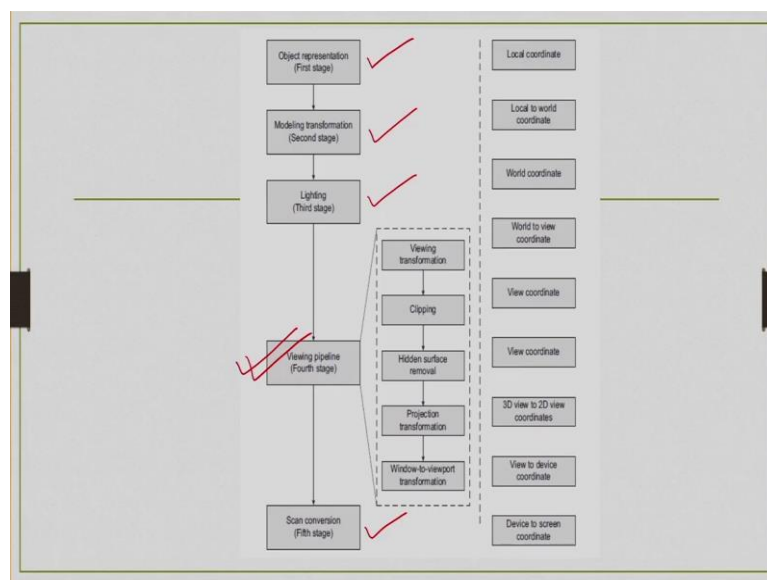 Object representation
(First stage)
Modeling transformation
(Second stage)
Lighting
(Third stage)
Viewing pipeline
(Fourth stage)
Scan conversion
(Fifth stage)
Viewing
transformation
Clipping
Hidden surface
removal
Projection
transformation
Window-to-viewport
transformation
Local coordinate
Local to world
coordinate
World coordinate
World to view
coordinate
View coordinate
View coordinate
3D view to 2D view
coordinates
View to device
coordinate
Device to screen
coordinate